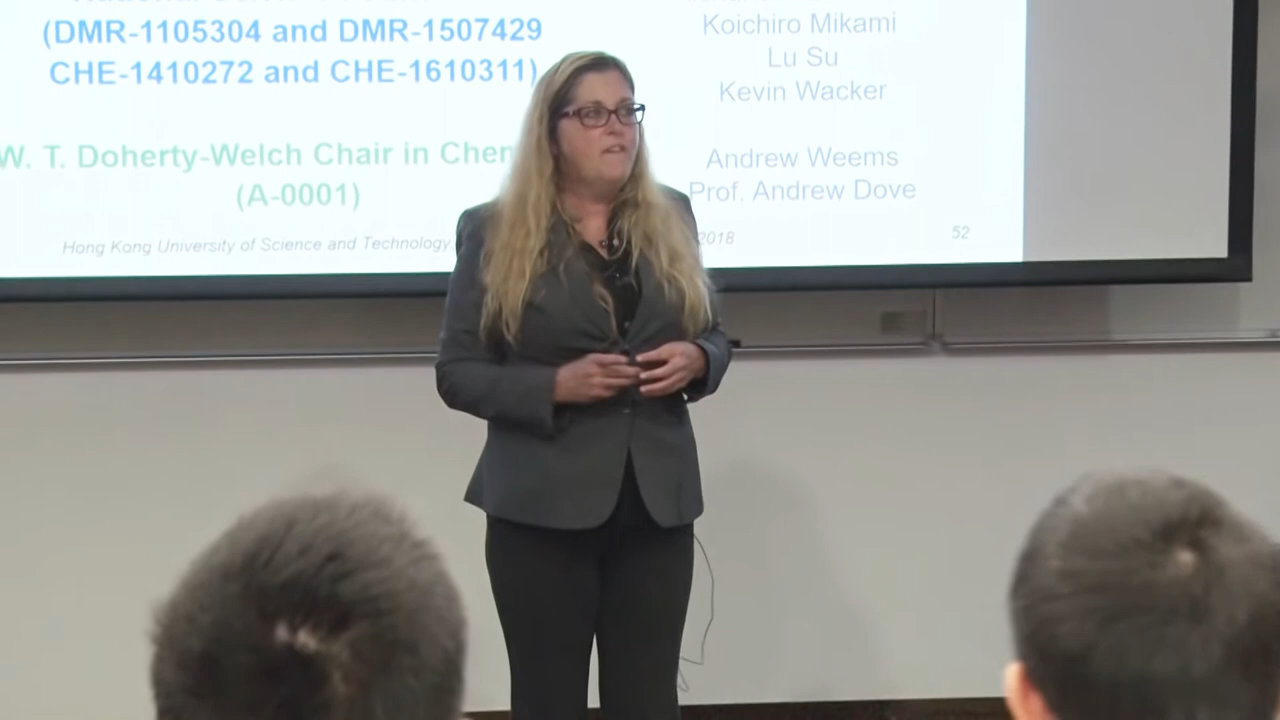 (DMR-1105304 and DMR-1507429
CHE-1410272 and CHE-1610311)
W. T. Doherty-Welch Chair in Chem
(A-0001)
Koichiro Mikami
Lu Su
Kevin Wacker
Andrew Weems
Prof. Andrew Dove
Hong Kong University of Science and Technology, 2018
52